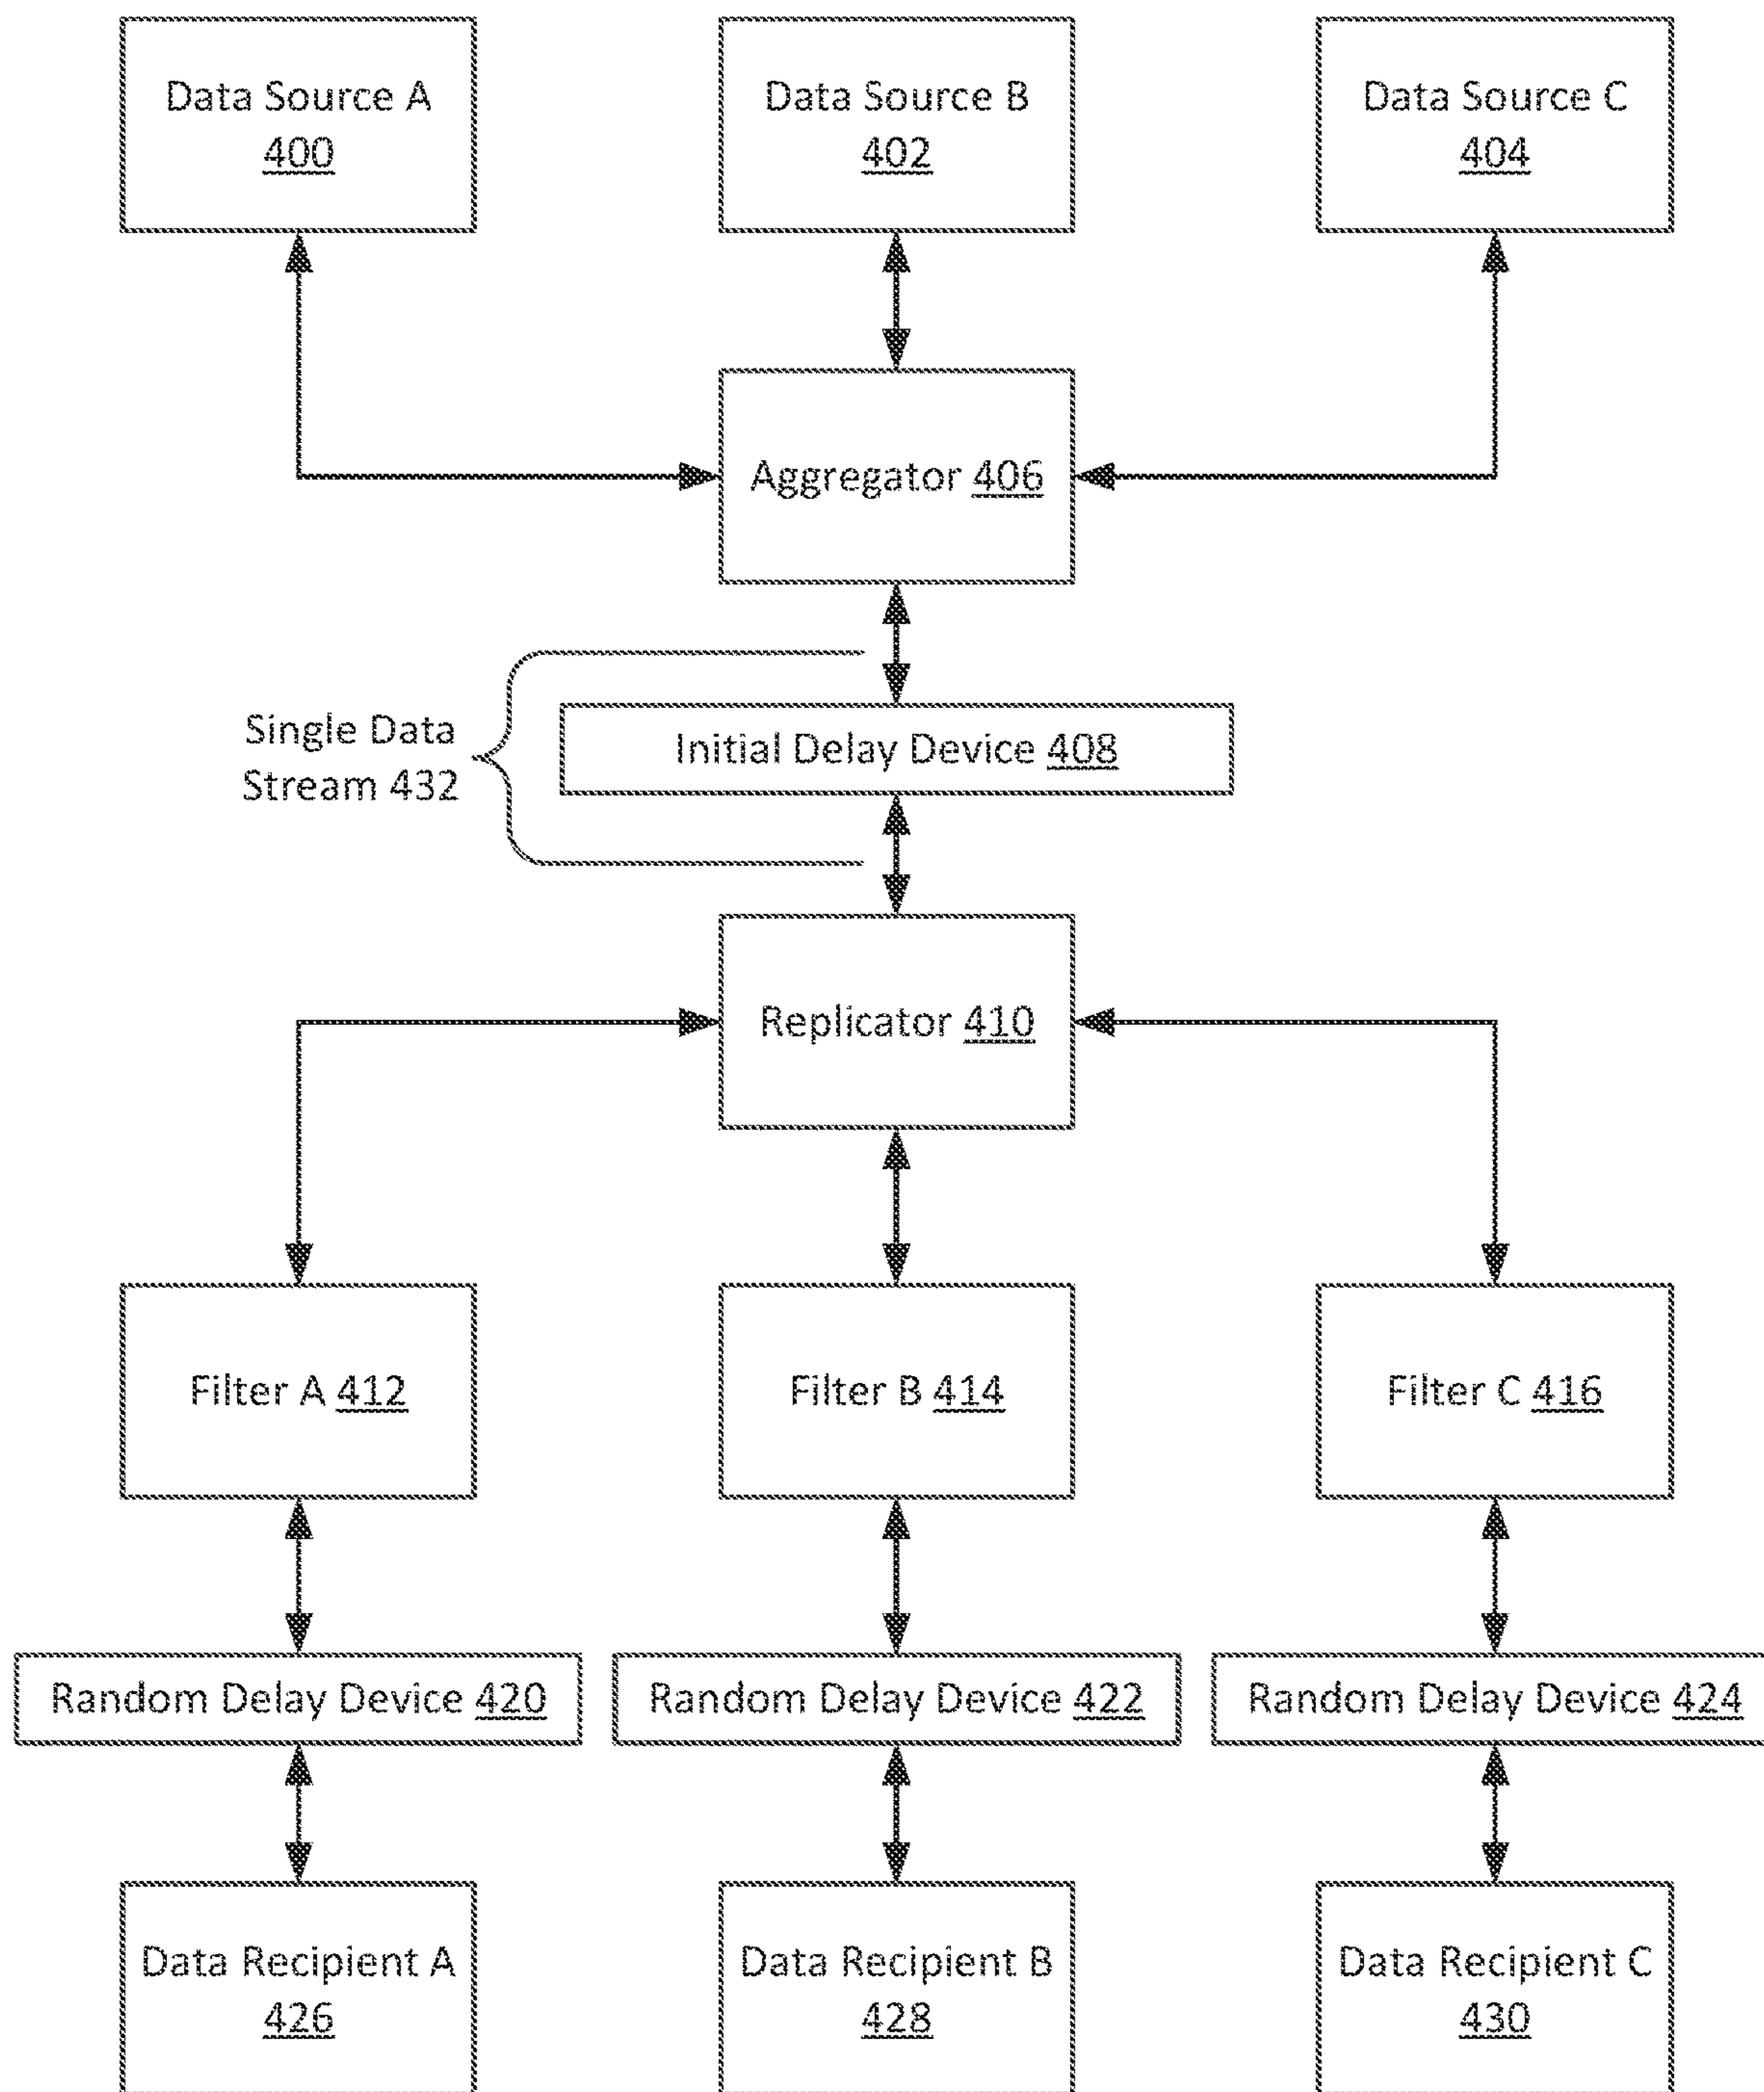 Data Source A
400
Data Source B
402
Data Source C
404
Aggregator 406
Single Data
Stream 432
Initial Delay Device 408
Replicator 410
Filter A 412
Filter B 414
Filter C 416
Random Delay Device 420
Random Delay Device 422
Random Delay Device 424
Data Recipient A
426
Data Recipient B
428
Data Recipient C
430